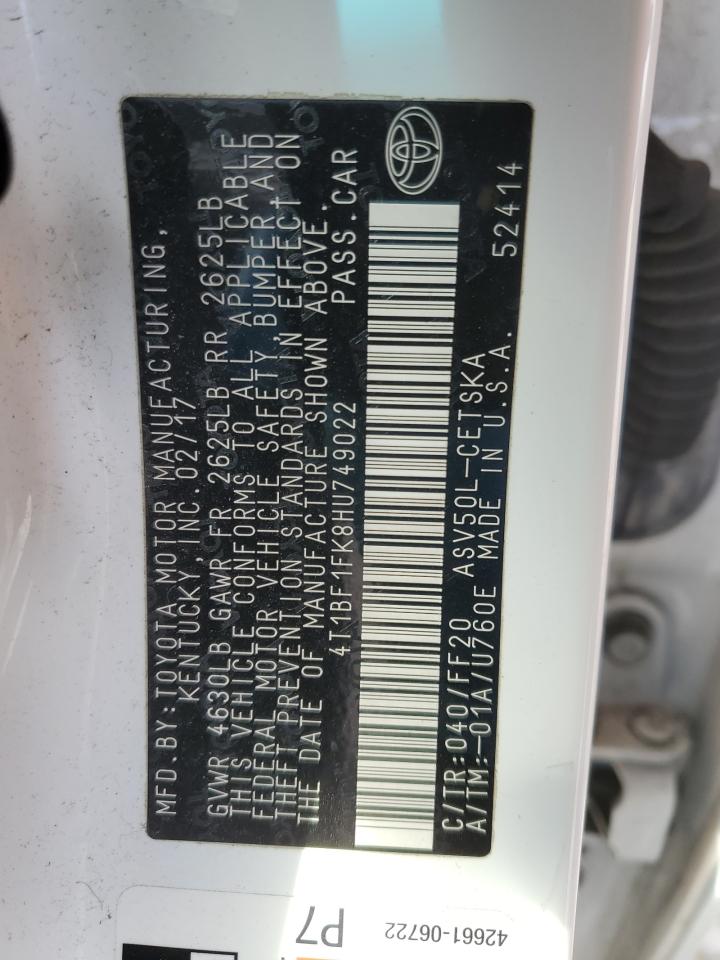 MFD.BY:TOYOTA MOTOR MANUFACTURING,
KENTUCKY,INC.02/17
GVWR 4630LB GAWR FR 2625LB RR 2625LB
THIS VEHICLE CONFORMS TO ALL APPLICABLE
FEDERAL MOTOR VEHICLE SAFETY,BUMPER,AND
THEFT PREVENTION STANDARDS IN EFFECT ON
THE DATE OF MANUFACTURE SHOWN ABOVE.
4T1BF1FK8HU749022 PASS.CAR
C/TR:040/FF20 ASV50L-CETSKA
A/TM:-01A/U760E MADE IN U.S.A. 52414
P7
42661-06722